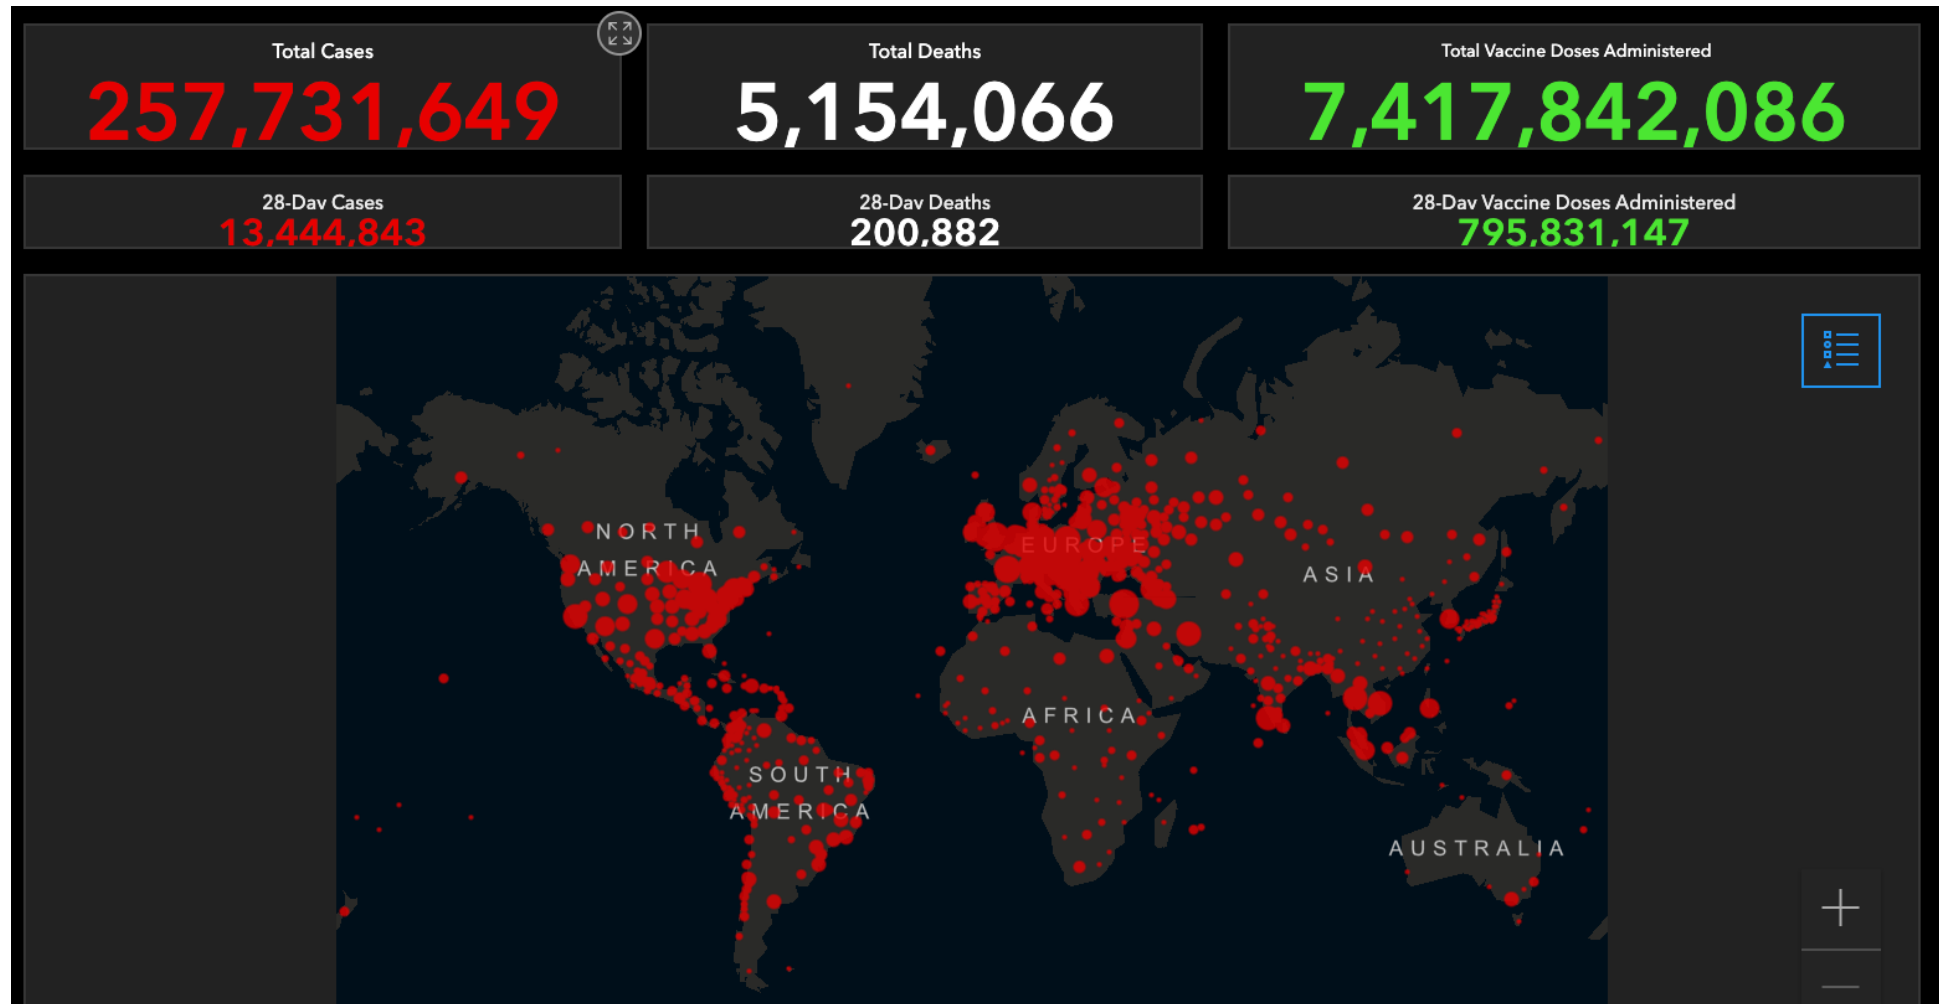 Total Cases
257,731,649
Total Deaths
5,154,066
Total Vaccine Doses Administered
7,417,842,086
28-Day Cases
13,444,843
28-Day Deaths
200,882
28-Day Vaccine Doses Administered
795,831,147
NORTH
AMERICA
EUROPE
ASIA
AFRICA
SOUTH
AMERICA
AUSTRALIA